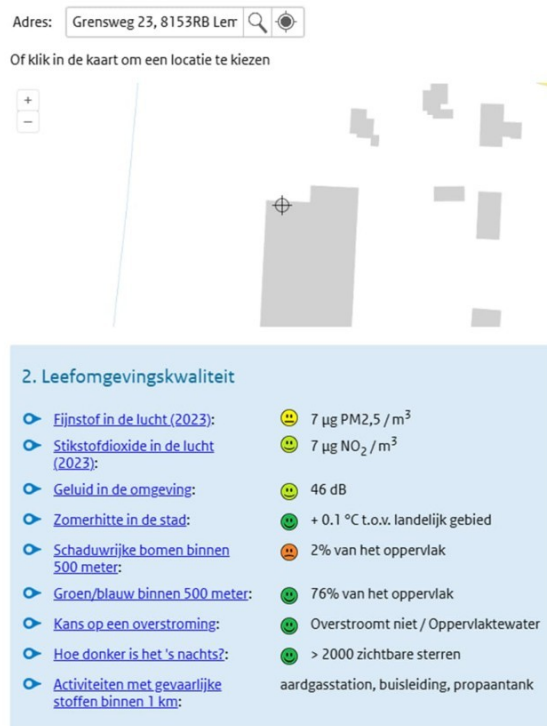 Adres: Grensweg 23, 8153RB Lem
Of klik in de kaart om een locatie te kiezen
+
−
2. Leefomgevingskwaliteit
Fijnstof in de lucht (2023): 7 µg PM2,5 / m³
Stikstofdioxide in de lucht 7 µg NO₂ / m³
(2023):
Geluid in de omgeving: 46 dB
Zomerhitte in de stad: + 0.1 °C t.o.v. landelijk gebied
Schaduwrijke bomen binnen 2% van het oppervlak
500 meter:
Groen/blauw binnen 500 meter: 76% van het oppervlak
Kans op een overstroming: Overstroomt niet / Oppervlaktewater
Hoe donker is het 's nachts?: > 2000 zichtbare sterren
Activiteiten met gevaarlijke aardgasstation, buisleiding, propaantank
stoffen binnen 1 km: